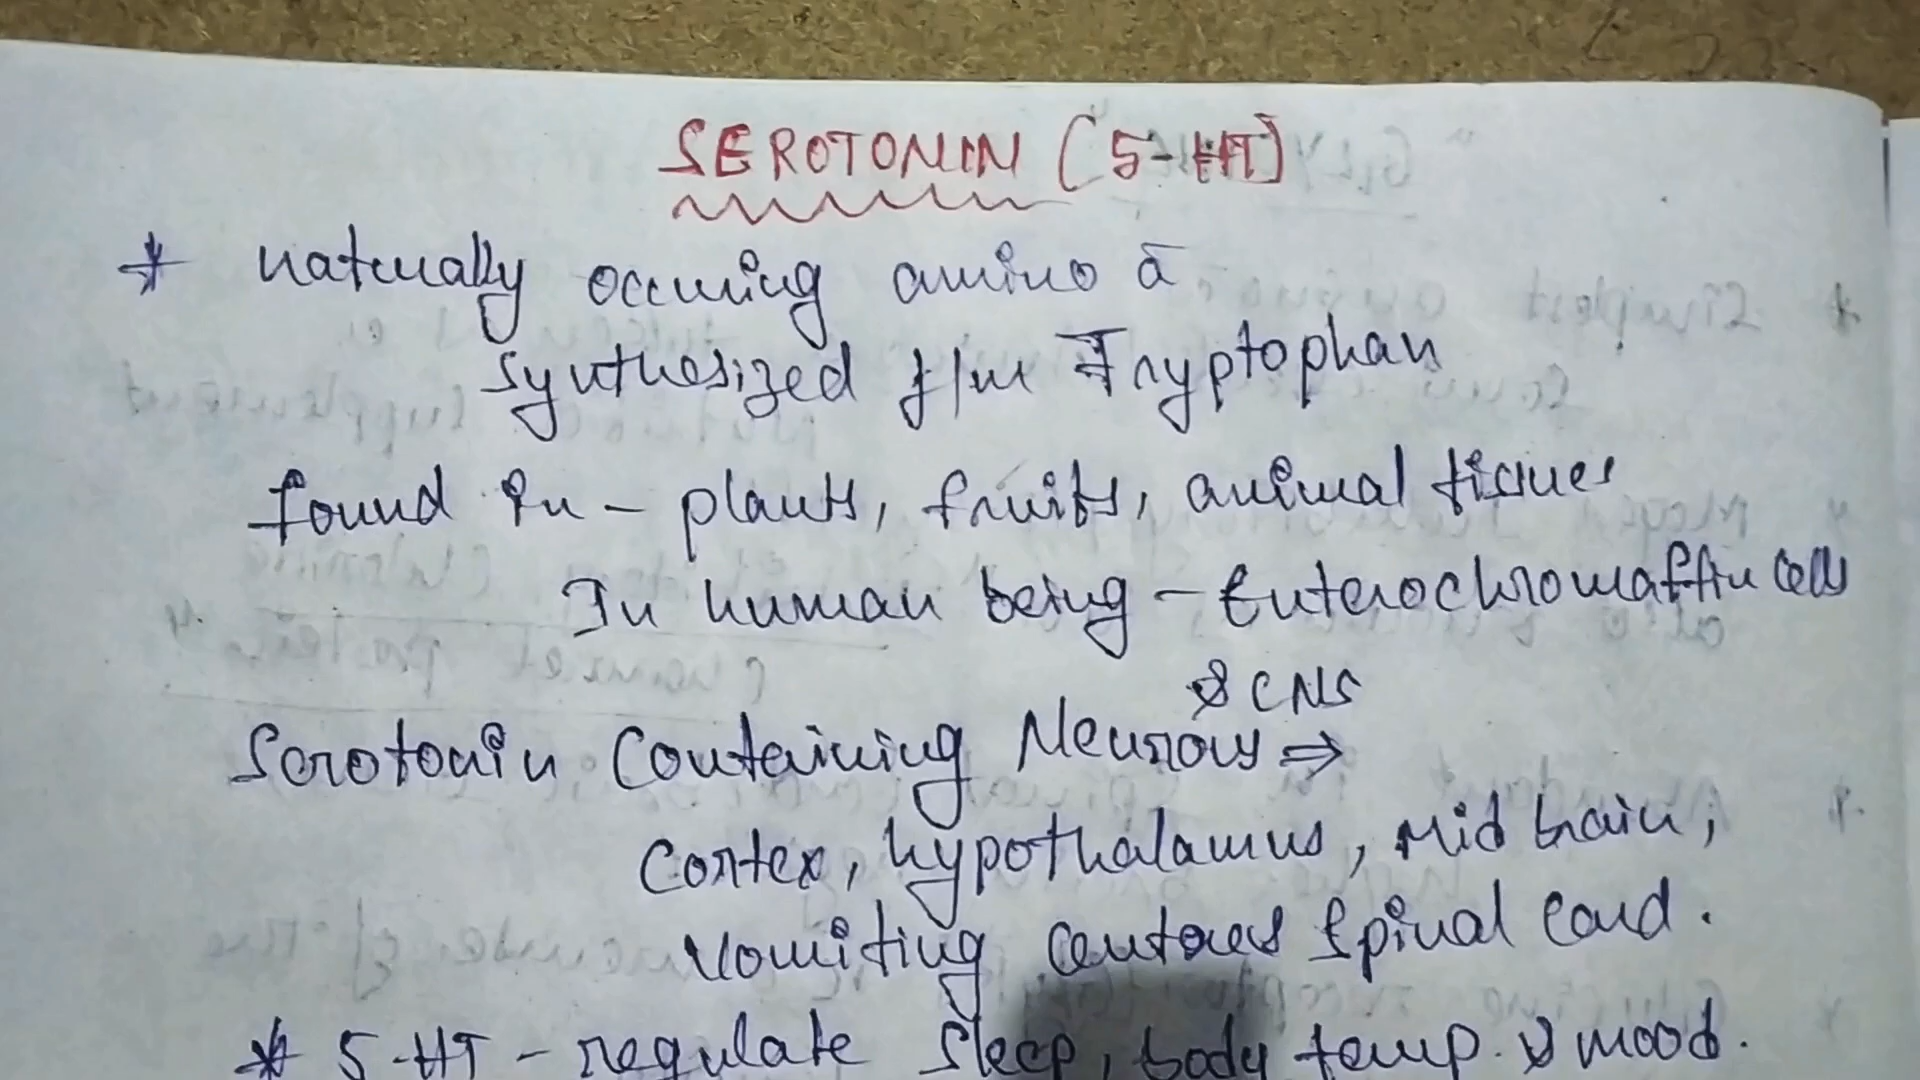 SEROTONIN (5-HT)
* naturally occuring amino ā
synthesized f/m Tryptophan
found in - plants, fruits, animal tissues
In human being - Enterochromaffin cells
& CNS
Serotonin Containing Neurons ⇒
Cortex, hypothalamus, mid brain,
Vomiting centres Spinal Cord.
* 5-HT - regulate sleep, body temp. & mood.